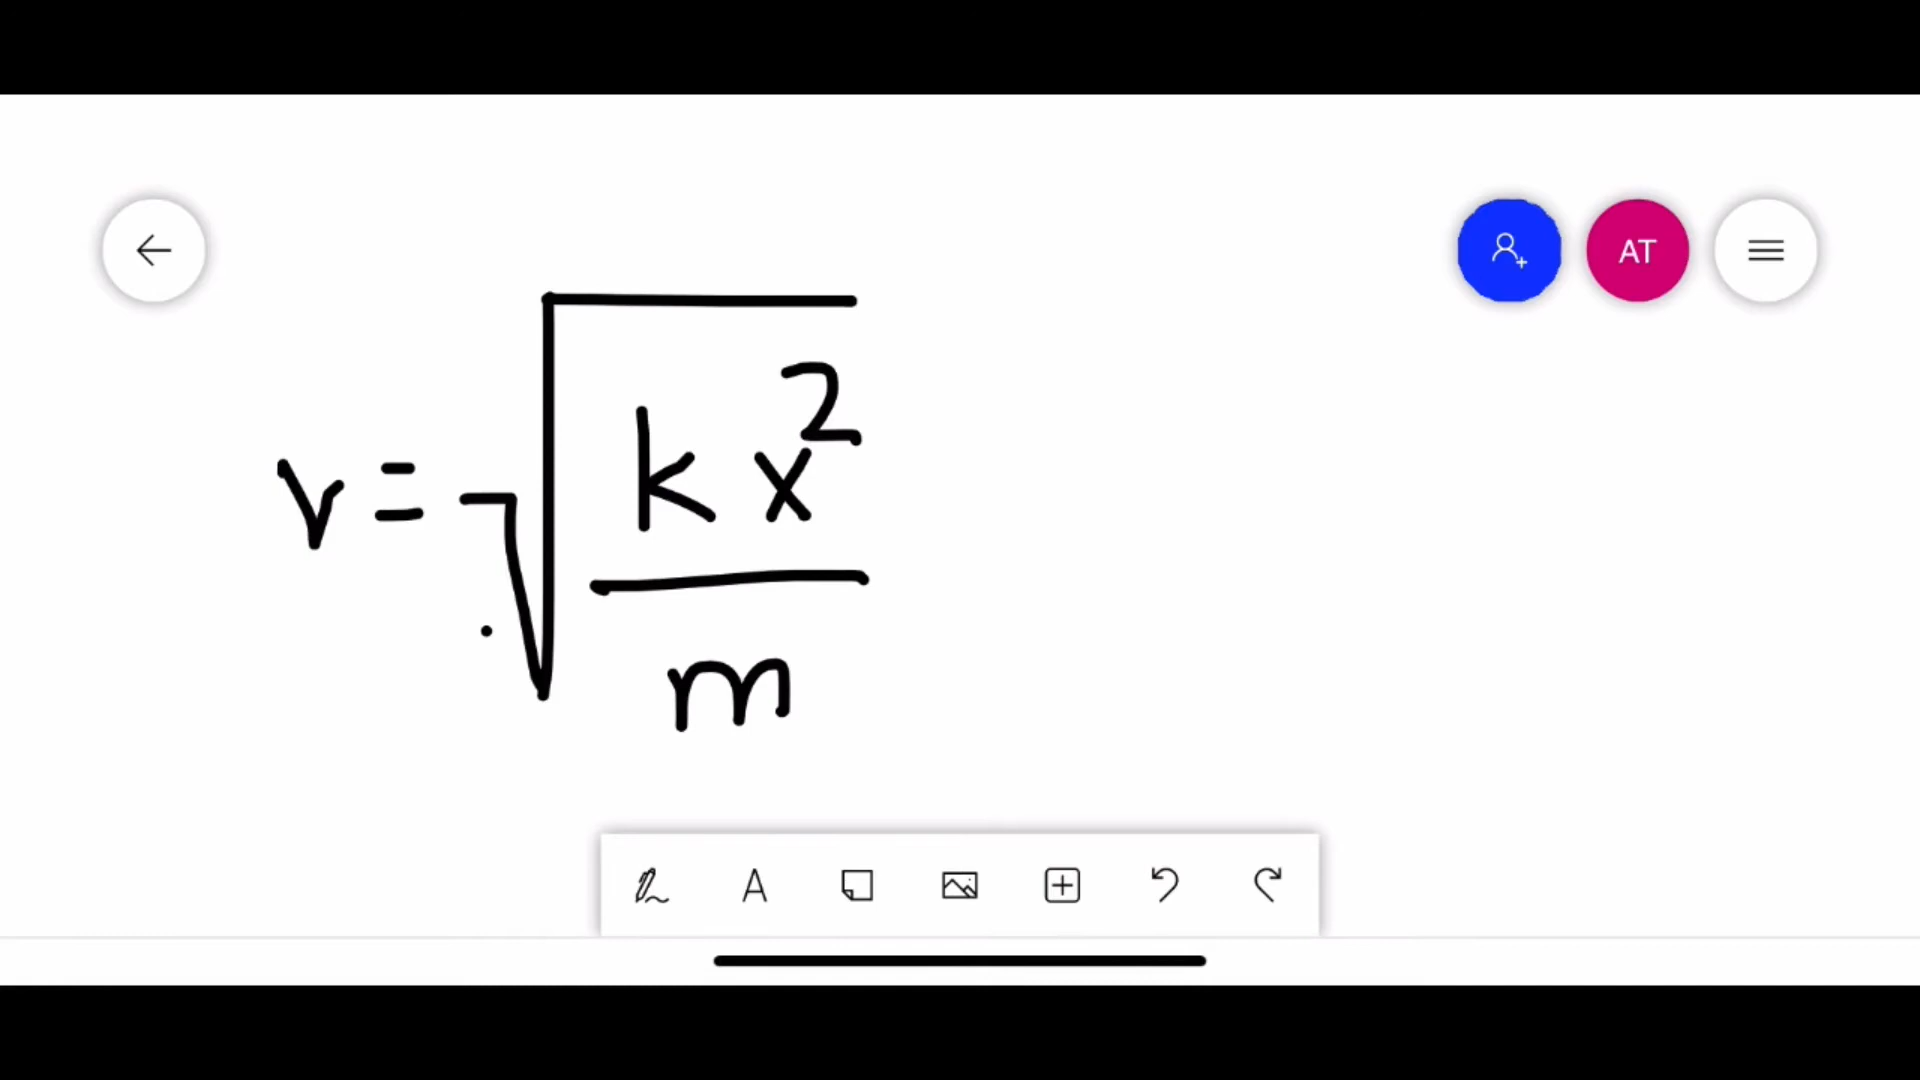 AT
v = √(kx²/m)
A